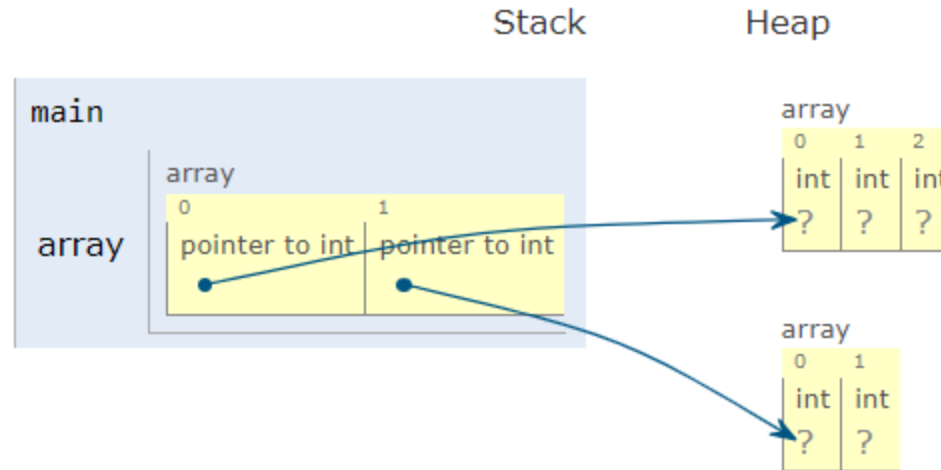 Stack Heap
main
array
0 1 2
int int int
? ? ?
array
0 1
array
pointer to int pointer to int
array
0 1
int int
? ?